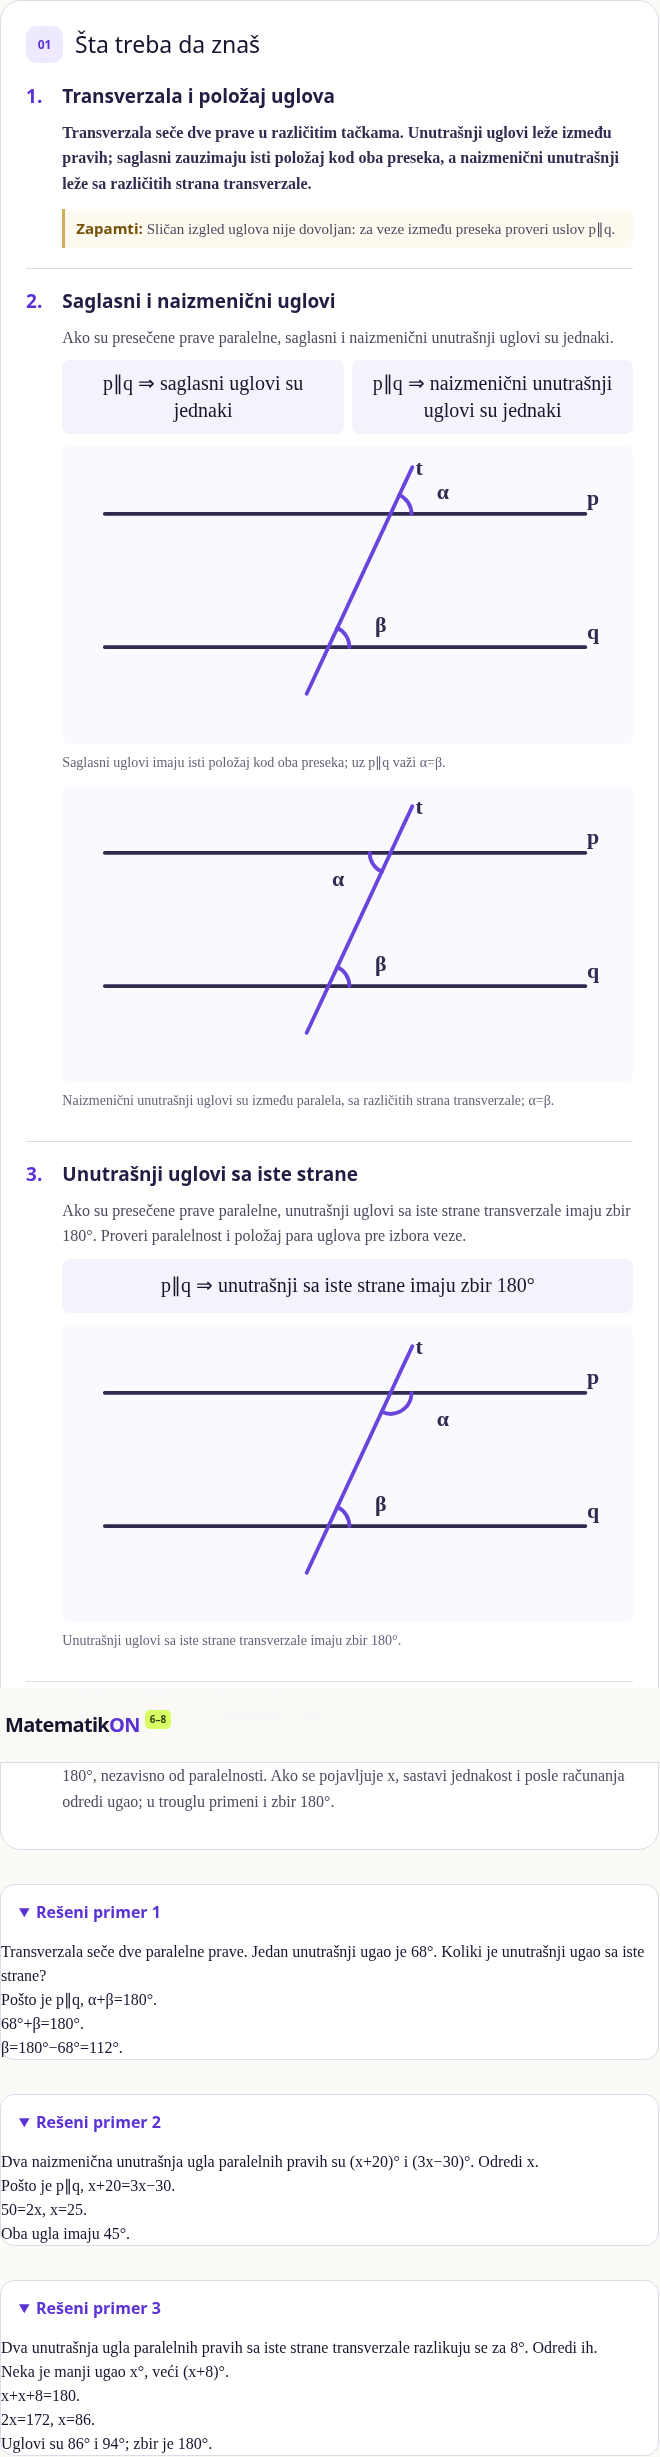 01
Šta treba da znaš
1. Transverzala i položaj uglova
Transverzala seče dve prave u različitim tačkama. Unutrašnji uglovi leže između
pravih; saglasni zauzimaju isti položaj kod oba preseka, a naizmenični unutrašnji
leže sa različitih strana transverzale.
Zapamti: Sličan izgled uglova nije dovoljan: za veze između preseka proveri uslov p∥q.
2. Saglasni i naizmenični uglovi
Ako su presečene prave paralelne, saglasni i naizmenični unutrašnji uglovi su jednaki.
p∥q ⇒ saglasni uglovi su
jednaki
p∥q ⇒ naizmenični unutrašnji
uglovi su jednaki
t
α
p
β
q
Saglasni uglovi imaju isti položaj kod oba preseka; uz p∥q važi α=β.
t
p
α
β
q
Naizmenični unutrašnji uglovi su između paralela, sa različitih strana transverzale; α=β.
3. Unutrašnji uglovi sa iste strane
Ako su presečene prave paralelne, unutrašnji uglovi sa iste strane transverzale imaju zbir
180°. Proveri paralelnost i položaj para uglova pre izbora veze.
p∥q ⇒ unutrašnji sa iste strane imaju zbir 180°
t
p
α
β
q
Unutrašnji uglovi sa iste strane transverzale imaju zbir 180°.
MatematikON 6–8
180°, nezavisno od paralelnosti. Ako se pojavljuje x, sastavi jednakost i posle računanja
odredi ugao; u trouglu primeni i zbir 180°.
▼ Rešeni primer 1
Transverzala seče dve paralelne prave. Jedan unutrašnji ugao je 68°. Koliki je unutrašnji ugao sa iste
strane?
Pošto je p∥q, α+β=180°.
68°+β=180°.
β=180°−68°=112°.
▼ Rešeni primer 2
Dva naizmenična unutrašnja ugla paralelnih pravih su (x+20)° i (3x−30)°. Odredi x.
Pošto je p∥q, x+20=3x−30.
50=2x, x=25.
Oba ugla imaju 45°.
▼ Rešeni primer 3
Dva unutrašnja ugla paralelnih pravih sa iste strane transverzale razlikuju se za 8°. Odredi ih.
Neka je manji ugao x°, veći (x+8)°.
x+x+8=180.
2x=172, x=86.
Uglovi su 86° i 94°; zbir je 180°.